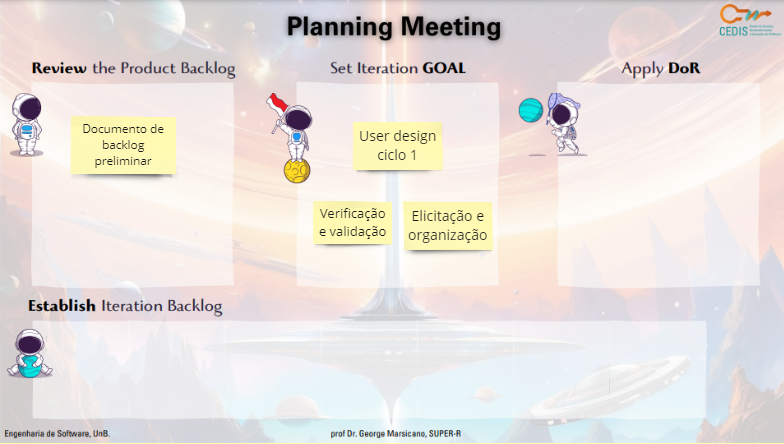 Planning Meeting
CEDIS
Review the Product Backlog
Set Iteration GOAL
Apply DoR
Documento de
backlog
preliminar
User design
ciclo 1
Verificação
e validação
Elicitação e
organização
Establish Iteration Backlog
Engenharia de Software, UnB.
prof Dr. George Marsicano, SUPER-R